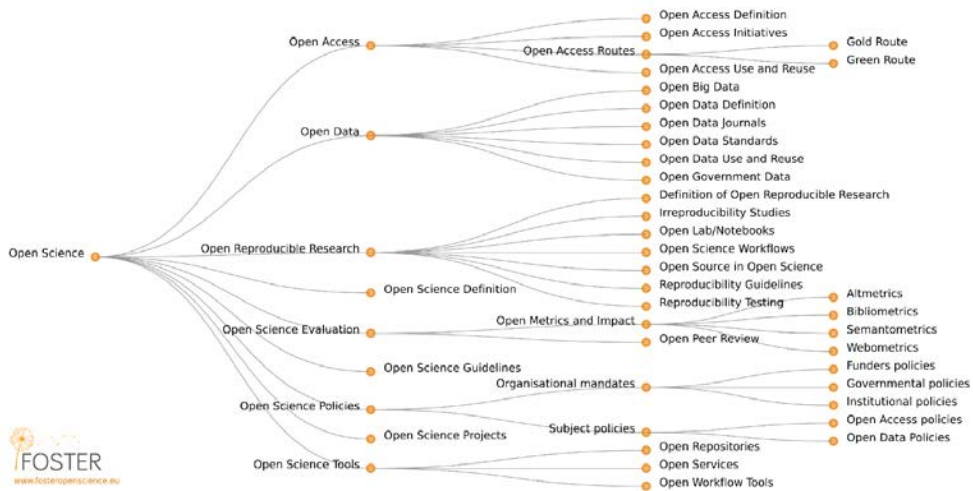 Open Science
Open Access
Open Access Definition
Open Access Initiatives
Open Access Routes
Gold Route
Green Route
Open Access Use and Reuse
Open Data
Open Big Data
Open Data Definition
Open Data Journals
Open Data Standards
Open Data Use and Reuse
Open Government Data
Open Reproducible Research
Definition of Open Reproducible Research
Irreproducibility Studies
Open Lab/Notebooks
Open Science Workflows
Open Source in Open Science
Reproducibility Guidelines
Reproducibility Testing
Open Science Definition
Open Science Evaluation
Open Metrics and Impact
Altmetrics
Bibliometrics
Semantometrics
Webometrics
Open Peer Review
Open Science Guidelines
Open Science Policies
Organisational mandates
Funders policies
Governmental policies
Institutional policies
Subject policies
Open Access policies
Open Data Policies
Open Science Projects
Open Science Tools
Open Repositories
Open Services
Open Workflow Tools
FOSTER
www.fosteropenscience.eu